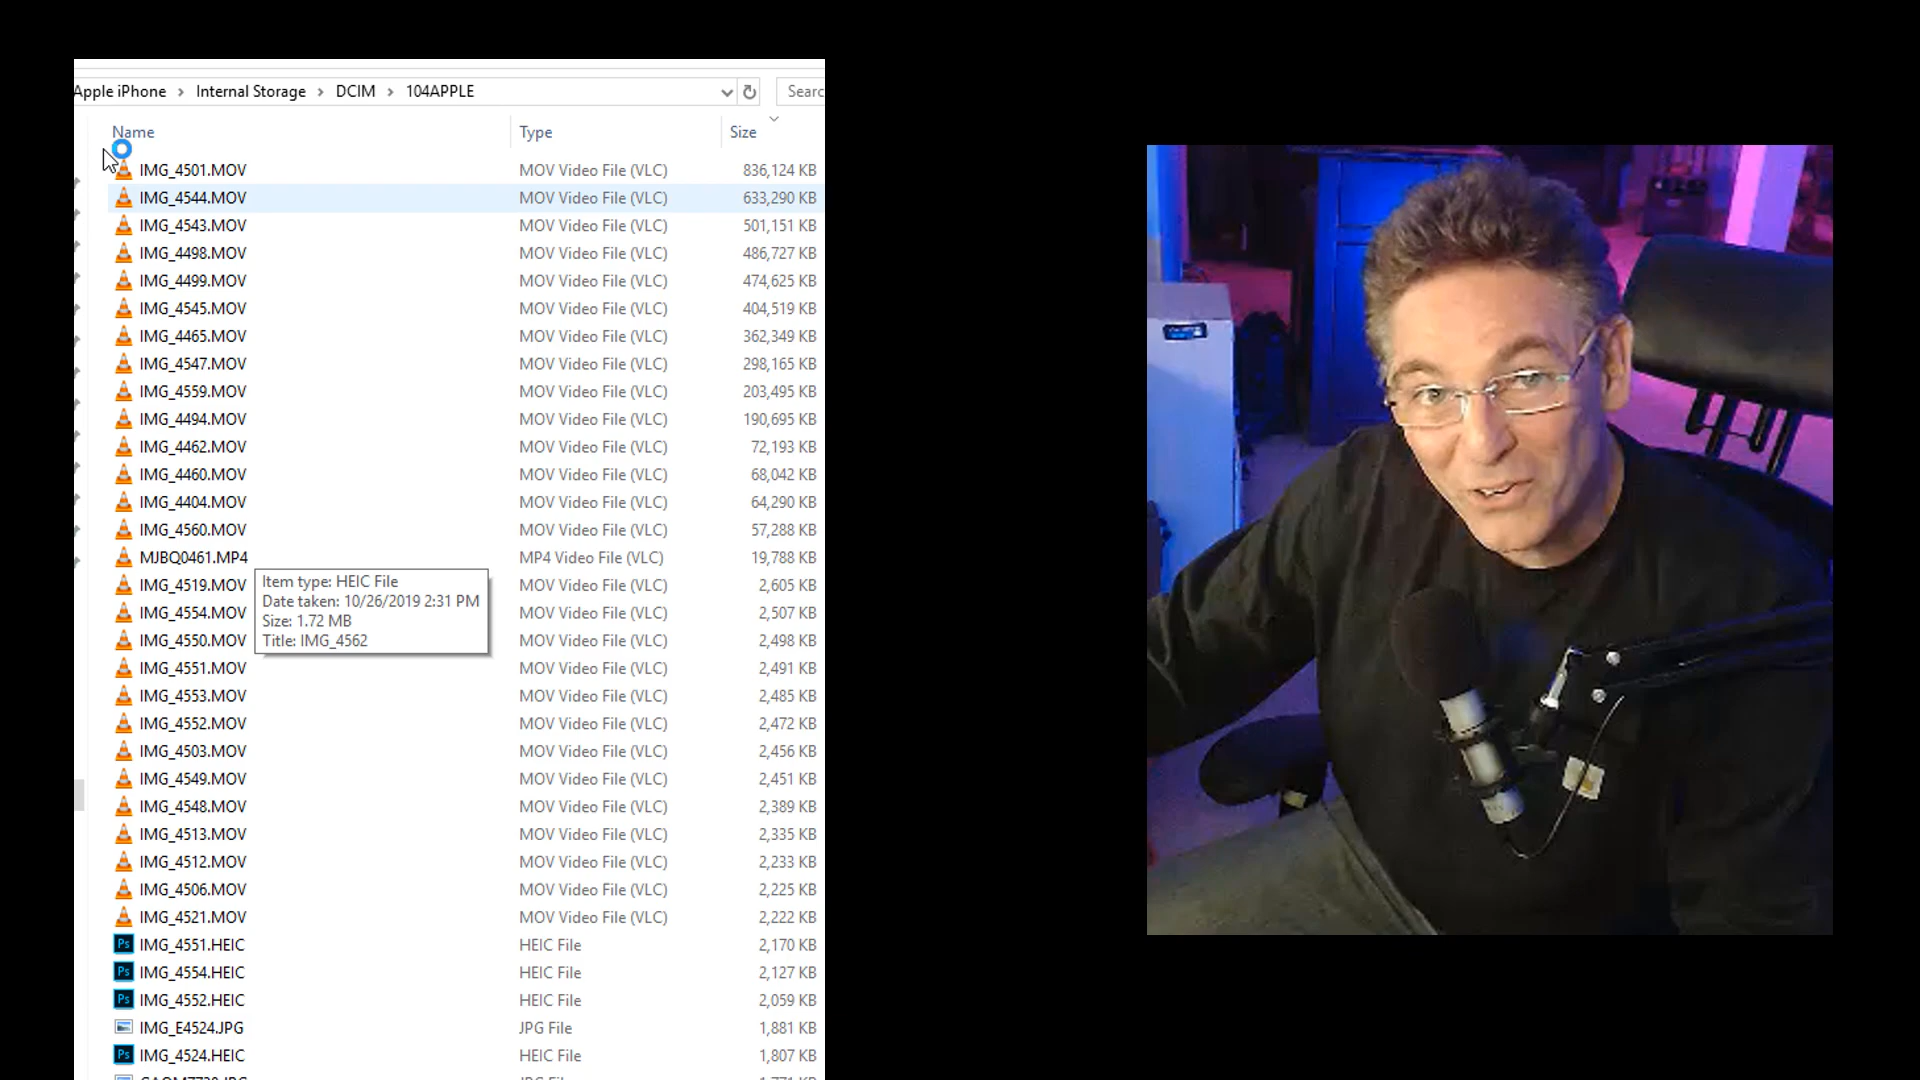 Apple iPhone > Internal Storage > DCIM > 104APPLE
Searc
Name Type Size
IMG_4501.MOV MOV Video File (VLC) 836,124 KB
IMG_4544.MOV MOV Video File (VLC) 633,290 KB
IMG_4543.MOV MOV Video File (VLC) 501,151 KB
IMG_4498.MOV MOV Video File (VLC) 486,727 KB
IMG_4499.MOV MOV Video File (VLC) 474,625 KB
IMG_4545.MOV MOV Video File (VLC) 404,519 KB
IMG_4465.MOV MOV Video File (VLC) 362,349 KB
IMG_4547.MOV MOV Video File (VLC) 298,165 KB
IMG_4559.MOV MOV Video File (VLC) 203,495 KB
IMG_4494.MOV MOV Video File (VLC) 190,695 KB
IMG_4462.MOV MOV Video File (VLC) 72,193 KB
IMG_4460.MOV MOV Video File (VLC) 68,042 KB
IMG_4404.MOV MOV Video File (VLC) 64,290 KB
IMG_4560.MOV MOV Video File (VLC) 57,288 KB
MJBQ0461.MP4 MP4 Video File (VLC) 19,788 KB
IMG_4519.MOV MOV Video File (VLC) 2,605 KB
IMG_4554.MOV MOV Video File (VLC) 2,507 KB
IMG_4550.MOV MOV Video File (VLC) 2,498 KB
IMG_4551.MOV MOV Video File (VLC) 2,491 KB
IMG_4553.MOV MOV Video File (VLC) 2,485 KB
IMG_4552.MOV MOV Video File (VLC) 2,472 KB
IMG_4503.MOV MOV Video File (VLC) 2,456 KB
IMG_4549.MOV MOV Video File (VLC) 2,451 KB
IMG_4548.MOV MOV Video File (VLC) 2,389 KB
IMG_4513.MOV MOV Video File (VLC) 2,335 KB
IMG_4512.MOV MOV Video File (VLC) 2,233 KB
IMG_4506.MOV MOV Video File (VLC) 2,225 KB
IMG_4521.MOV MOV Video File (VLC) 2,222 KB
Ps IMG_4551.HEIC HEIC File 2,170 KB
Ps IMG_4554.HEIC HEIC File 2,127 KB
Ps IMG_4552.HEIC HEIC File 2,059 KB
IMG_E4524.JPG JPG File 1,881 KB
Ps IMG_4524.HEIC HEIC File 1,807 KB
Item type: HEIC File
Date taken: 10/26/2019 2:31 PM
Size: 1.72 MB
Title: IMG_4562